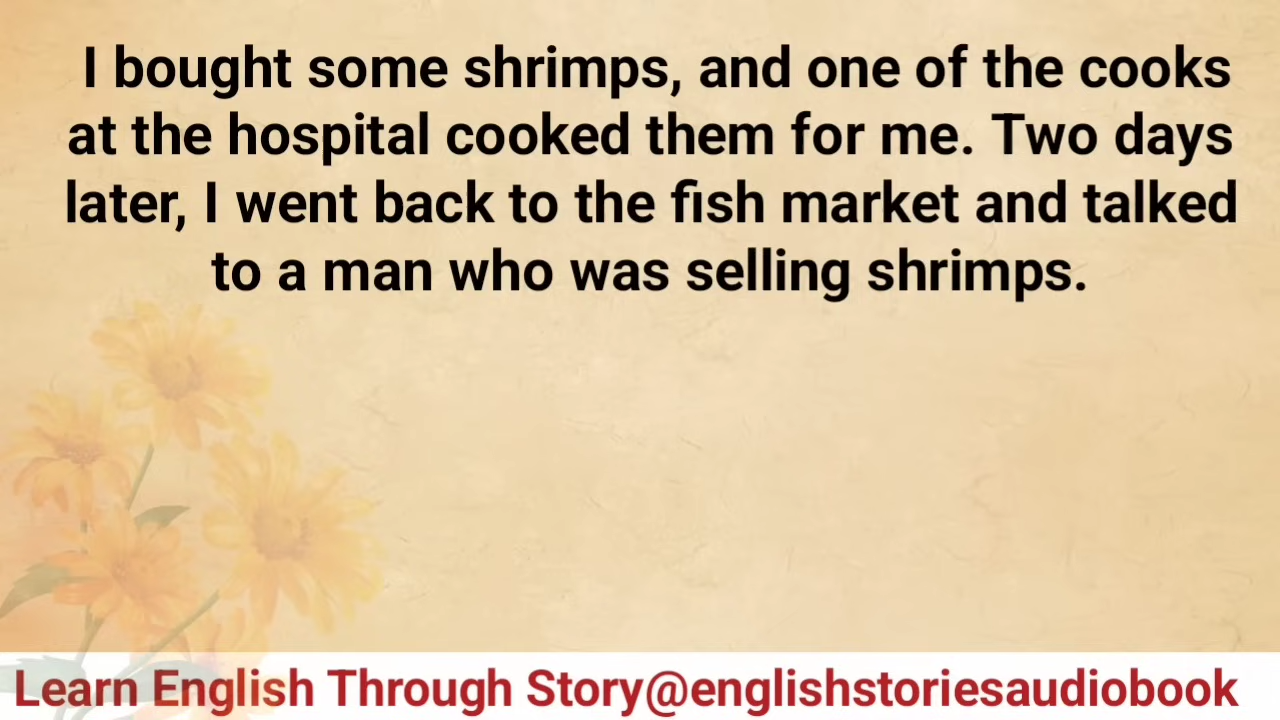 I bought some shrimps, and one of the cooks
at the hospital cooked them for me. Two days
later, I went back to the fish market and talked
to a man who was selling shrimps.
Learn English Through Story@englishstoriesaudiobook